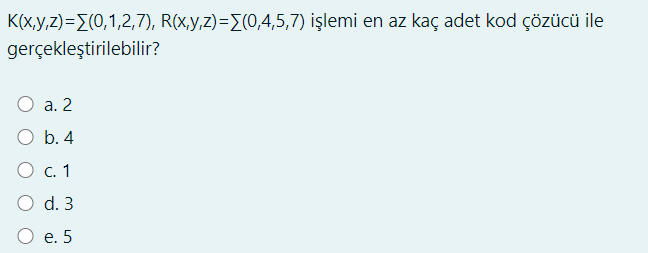 K(x,y,z)=∑(0,1,2,7), R(x,y,z)=∑(0,4,5,7) işlemi en az kaç adet kod çözücü ile
gerçekleştirilebilir?
a. 2
b. 4
c. 1
d. 3
e. 5